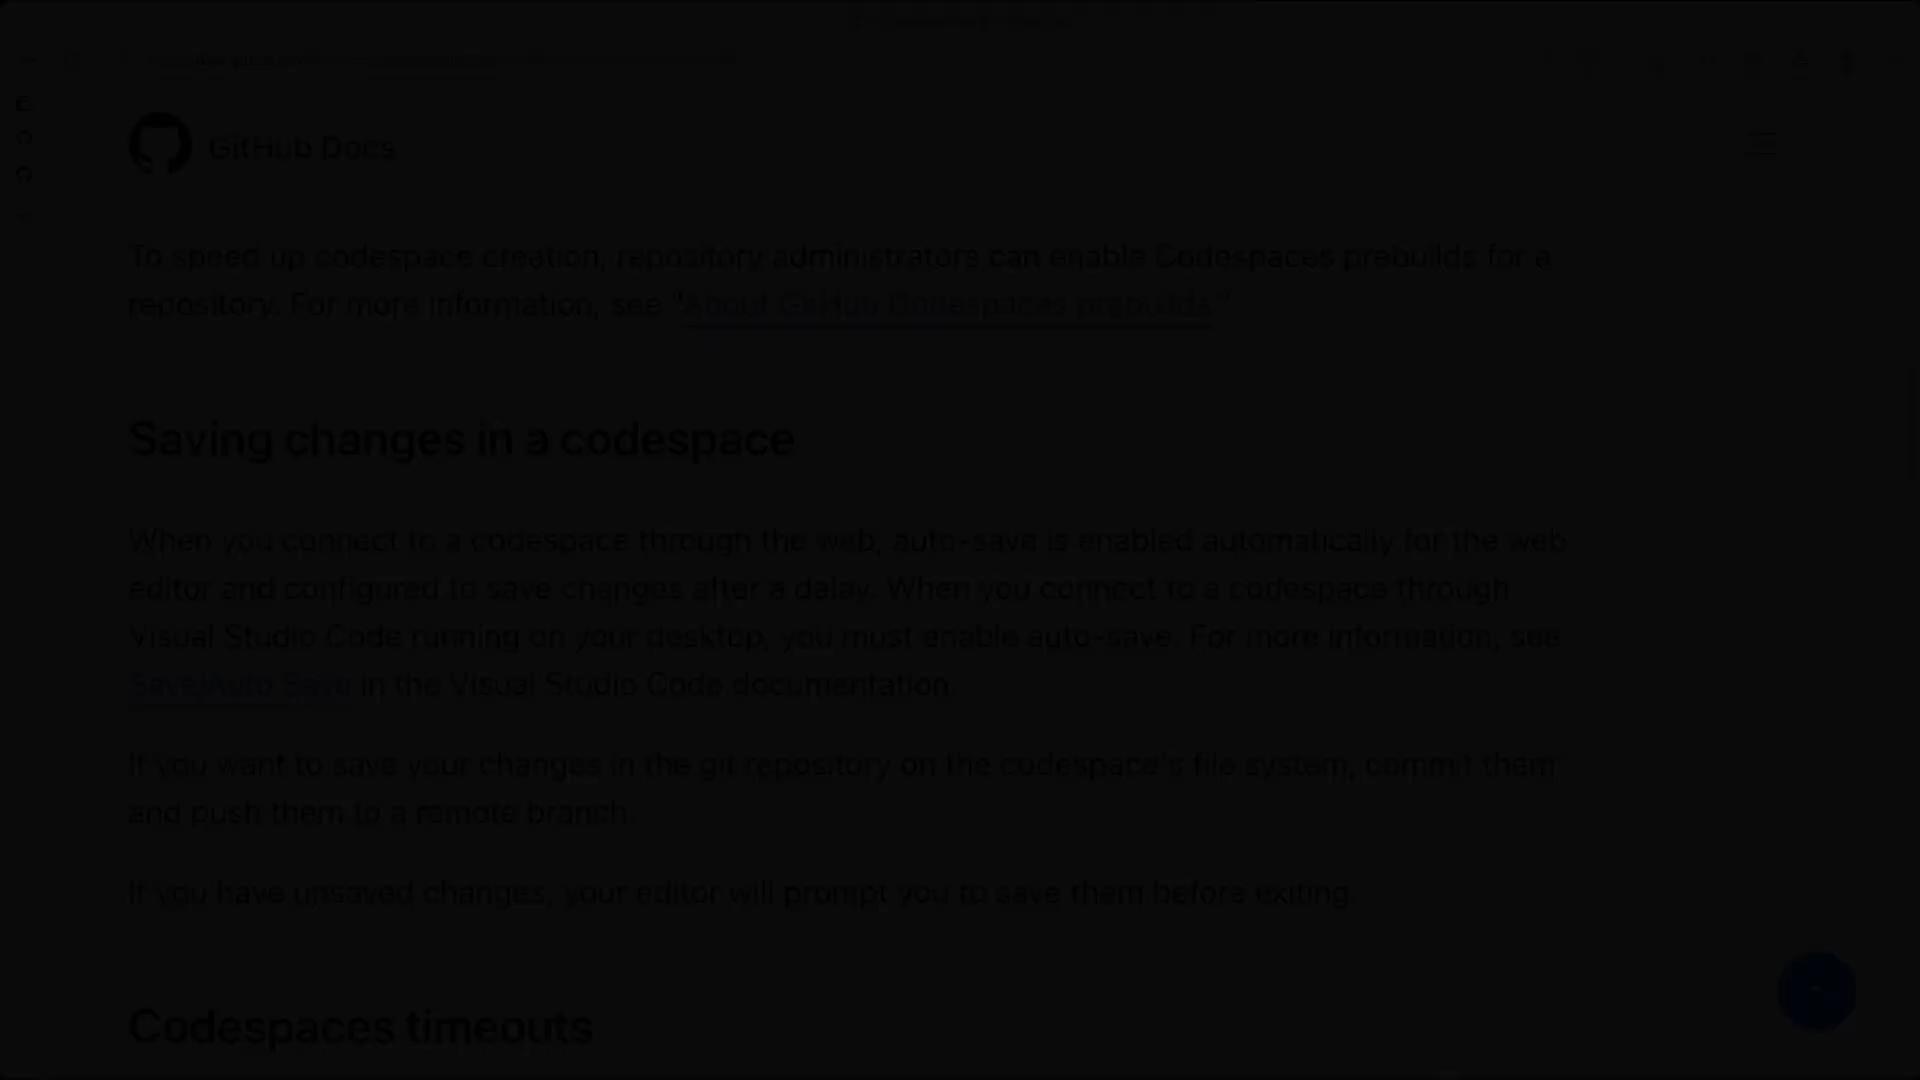 GitHub Docs
To speed up codespace creation, repository administrators can enable Codespaces prebuilds for a
repository. For more information, see "About GitHub Codespaces prebuilds."
Saving changes in a codespace
When you connect to a codespace through the web, auto-save is enabled automatically for the web
editor and configured to save changes after a delay. When you connect to a codespace through
Visual Studio Code running on your desktop, you must enable auto-save. For more information, see
Save/Auto Save in the Visual Studio Code documentation.
If you want to save your changes in the git repository on the codespace's file system, commit them
and push them to a remote branch.
If you have unsaved changes, your editor will prompt you to save them before exiting.
Codespaces timeouts